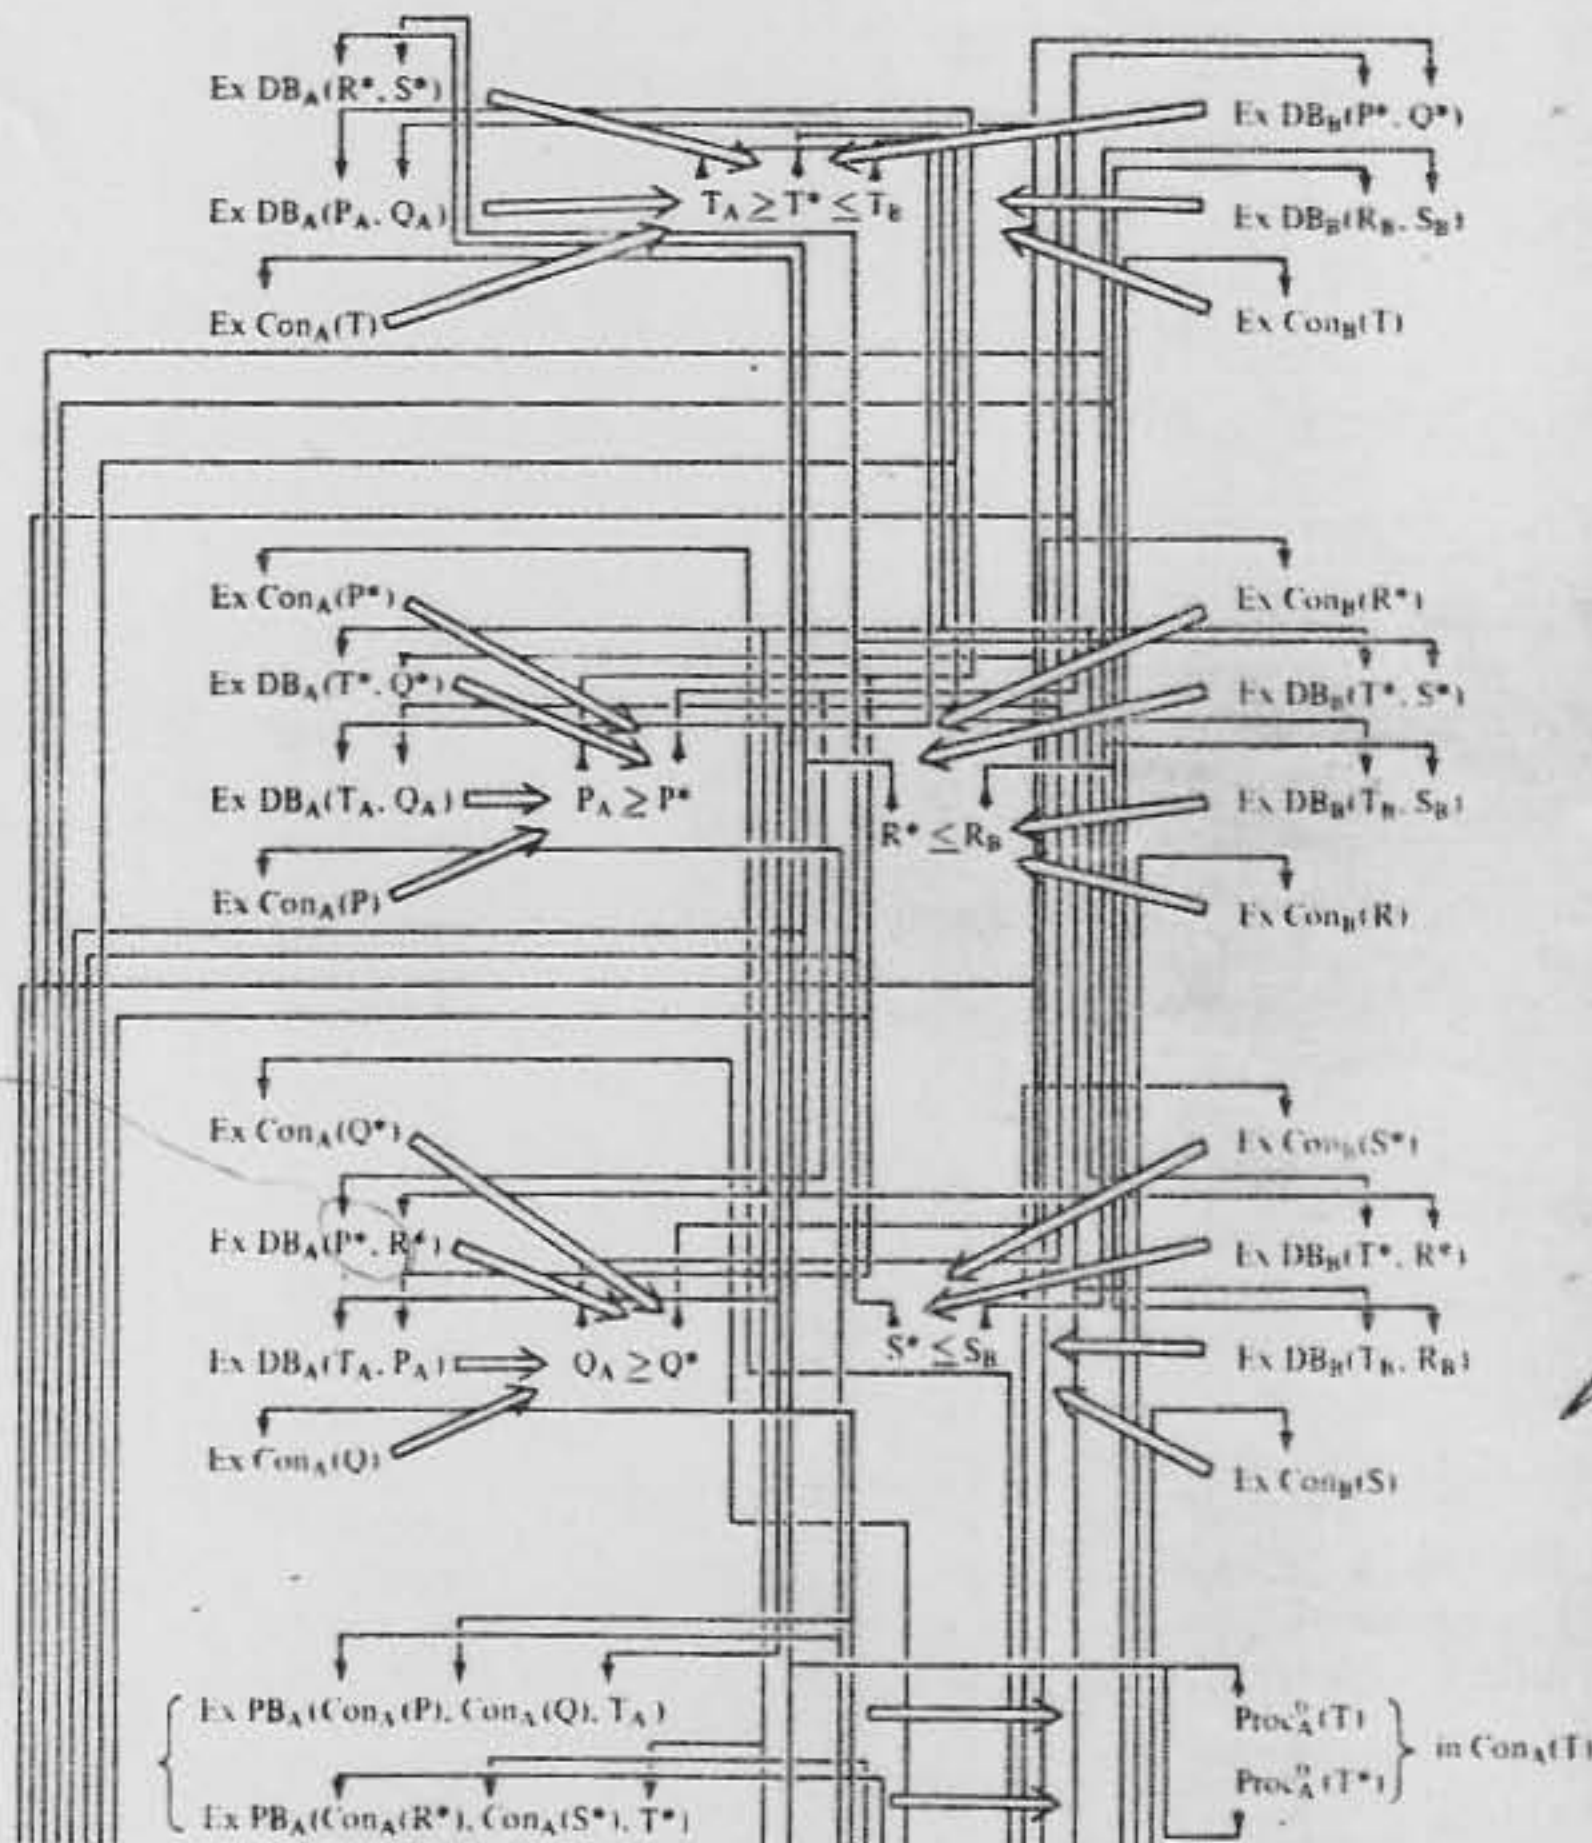 Ex DB_A(R*, S*)
Ex DB_B(P*, Q*)
T_A ≥ T* ≤ T_B
Ex DB_A(P_A, Q_A)
Ex DB_B(R_B, S_B)
Ex Con_A(T)
Ex Con_B(T)
Ex Con_A(P*)
Ex Con_B(R*)
Ex DB_A(T*, Q*)
Ex DB_B(T*, S*)
Ex DB_A(T_A, Q_A)
P_A ≥ P*
Ex DB_B(T_B, S_B)
R* ≤ R_B
Ex Con_A(P)
Ex Con_B(R)
Ex Con_A(Q*)
Ex Con_B(S*)
Ex DB_A(P*, R*)
Ex DB_B(T*, R*)
Ex DB_A(T_A, P_A)
Q_A ≥ Q*
S* ≤ S_B
Ex DB_B(T_B, R_B)
Ex Con_A(Q)
Ex Con_B(S)
Ex PB_A(Con_A(P), Con_A(Q), T_A)
Proc_A^n(T)
in Con_A(T)
Proc_A^n(T*)
Ex PB_A(Con_A(R*), Con_A(S*), T*)